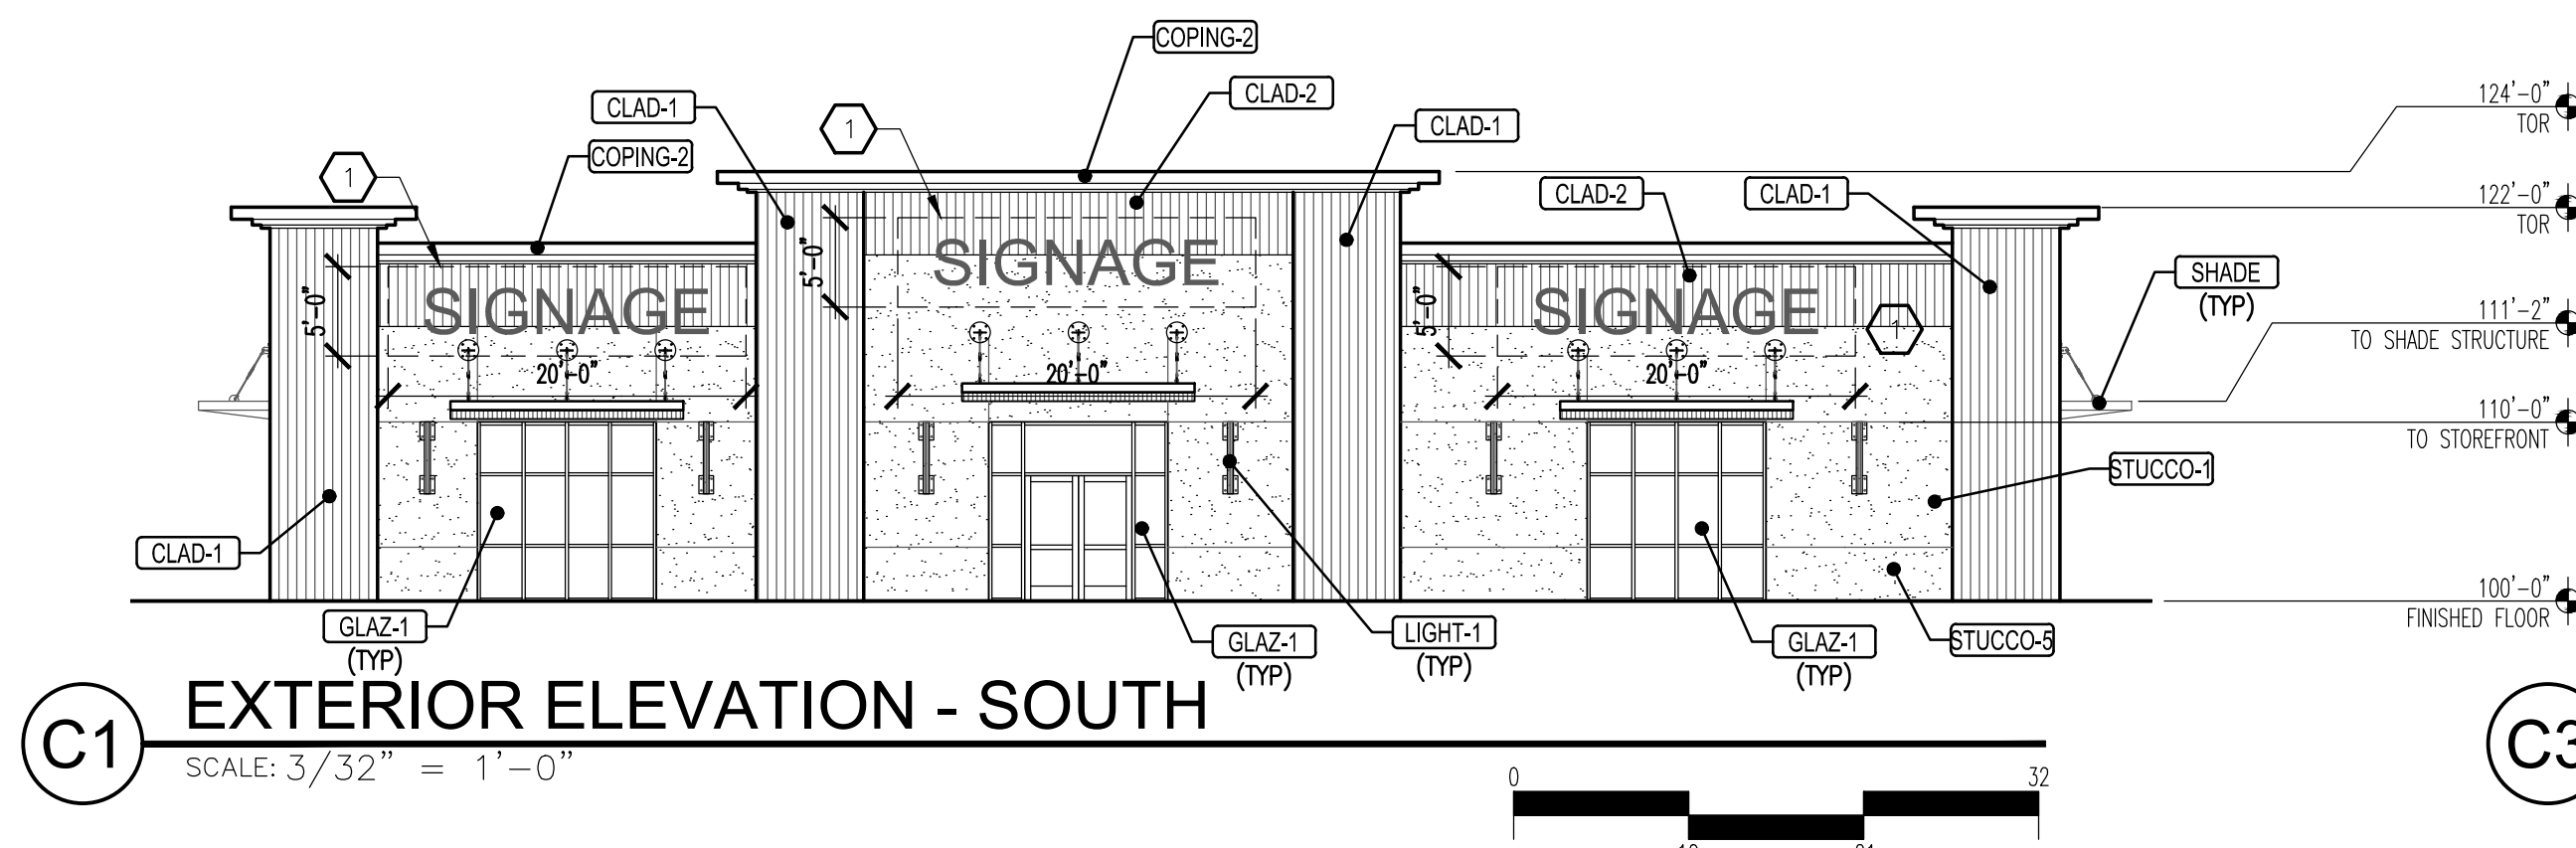 COPING-2
CLAD-1
CLAD-2
1
CLAD-1
COPING-2
1
CLAD-2
CLAD-1
124'-0"
TOR
122'-0"
TOR
SHADE
(TYP)
111'-2"
TO SHADE STRUCTURE
110'-0"
TO STOREFRONT
100'-0"
FINISHED FLOOR
SIGNAGE
SIGNAGE
SIGNAGE
5'-0"
5'-0"
5'-0"
1
20'-0"
20'-0"
20'-0"
STUCCO-1
CLAD-1
GLAZ-1
(TYP)
GLAZ-1
(TYP)
LIGHT-1
(TYP)
GLAZ-1
(TYP)
STUCCO-5
C1
EXTERIOR ELEVATION - SOUTH
SCALE: 3/32" = 1'-0"
0
32
C3